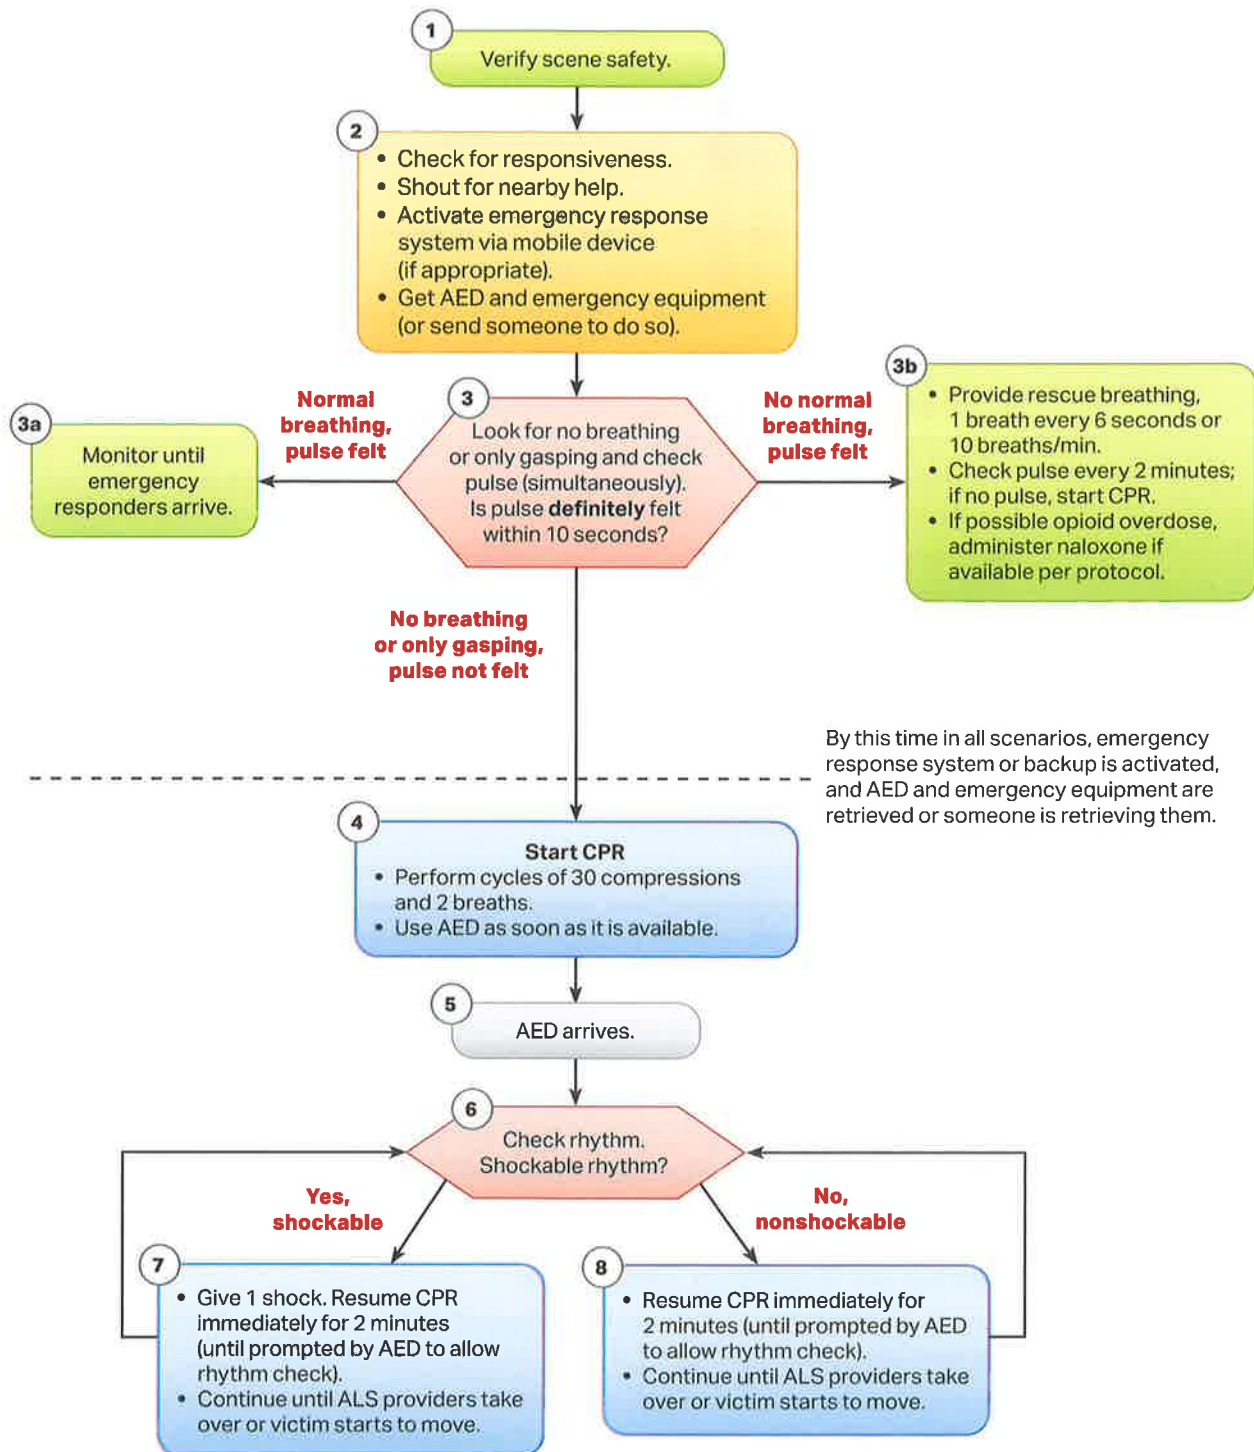 1
Verify scene safety.
2
• Check for responsiveness.
• Shout for nearby help.
• Activate emergency response
system via mobile device
(if appropriate).
• Get AED and emergency equipment
(or send someone to do so).
3a
Monitor until
emergency
responders arrive.
Normal
breathing,
pulse felt
3
Look for no breathing
or only gasping and check
pulse (simultaneously).
Is pulse definitely felt
within 10 seconds?
No normal
breathing,
pulse felt
3b
• Provide rescue breathing,
1 breath every 6 seconds or
10 breaths/min.
• Check pulse every 2 minutes;
if no pulse, start CPR.
• If possible opioid overdose,
administer naloxone if
available per protocol.
No breathing
or only gasping,
pulse not felt
By this time in all scenarios, emergency
response system or backup is activated,
and AED and emergency equipment are
retrieved or someone is retrieving them.
4
Start CPR
• Perform cycles of 30 compressions
and 2 breaths.
• Use AED as soon as it is available.
5
AED arrives.
6
Check rhythm.
Shockable rhythm?
Yes,
shockable
No,
nonshockable
7
• Give 1 shock. Resume CPR
immediately for 2 minutes
(until prompted by AED to allow
rhythm check).
• Continue until ALS providers take
over or victim starts to move.
8
• Resume CPR immediately for
2 minutes (until prompted by AED
to allow rhythm check).
• Continue until ALS providers take
over or victim starts to move.